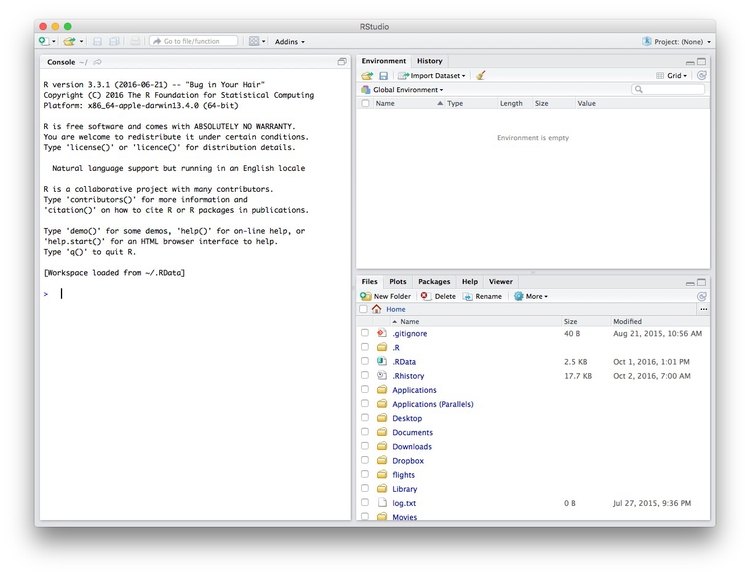 RStudio
Go to file/function
Addins
Project: (None)
Console ~/
R version 3.3.1 (2016-06-21) -- "Bug in Your Hair"
Copyright (C) 2016 The R Foundation for Statistical Computing
Platform: x86_64-apple-darwin13.4.0 (64-bit)
R is free software and comes with ABSOLUTELY NO WARRANTY.
You are welcome to redistribute it under certain conditions.
Type 'license()' or 'licence()' for distribution details.
Natural language support but running in an English locale
R is a collaborative project with many contributors.
Type 'contributors()' for more information and
'citation()' on how to cite R or R packages in publications.
Type 'demo()' for some demos, 'help()' for on-line help, or
'help.start()' for an HTML browser interface to help.
Type 'q()' to quit R.
[Workspace loaded from ~/.RData]
>
Environment History
Import Dataset Grid
Global Environment
Name Type Length Size Value
Environment is empty
Files Plots Packages Help Viewer
New Folder Delete Rename More
Home ...
Name Size Modified
.gitignore 40 B Aug 21, 2015, 10:56 AM
.R
.RData 2.5 KB Oct 1, 2016, 1:01 PM
.Rhistory 17.7 KB Oct 2, 2016, 7:00 AM
Applications
Applications (Parallels)
Desktop
Documents
Downloads
Dropbox
flights
Library
log.txt 0 B Jul 27, 2015, 9:36 PM
Movies